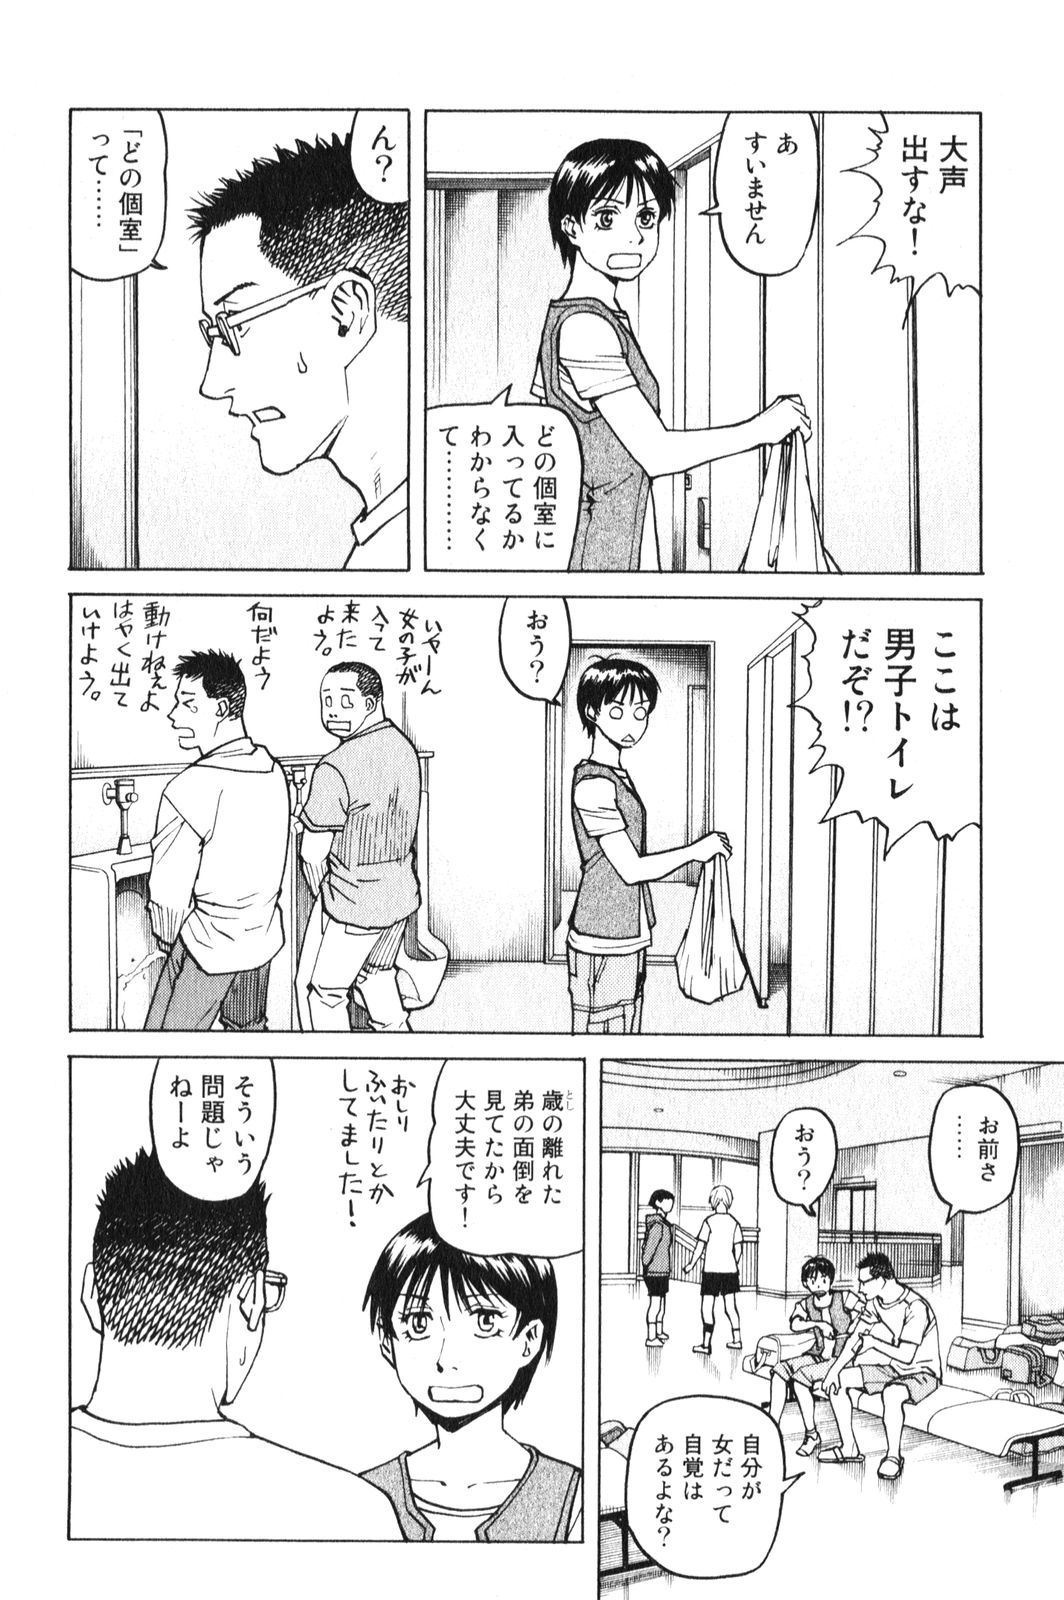 大声
出すな!
あ
すいません
どの個室に
入ってるか
わからなく
て…………
ん?
「どの個室」
って……
ここは
男子トイレ
だぞ!?
おう?
いやーん
女の子が
入って
来た
よう。
何だよう
動けねぇよ
はやく出て
いけよう。
お前さ
……
おう?
自分が
女だって
自覚は
あるよな?
歳の離れた
とし
弟の面倒を
見てたから
大丈夫です!
おしり
ふいたりとか
してました!
そういう
問題じゃ
ねーよ